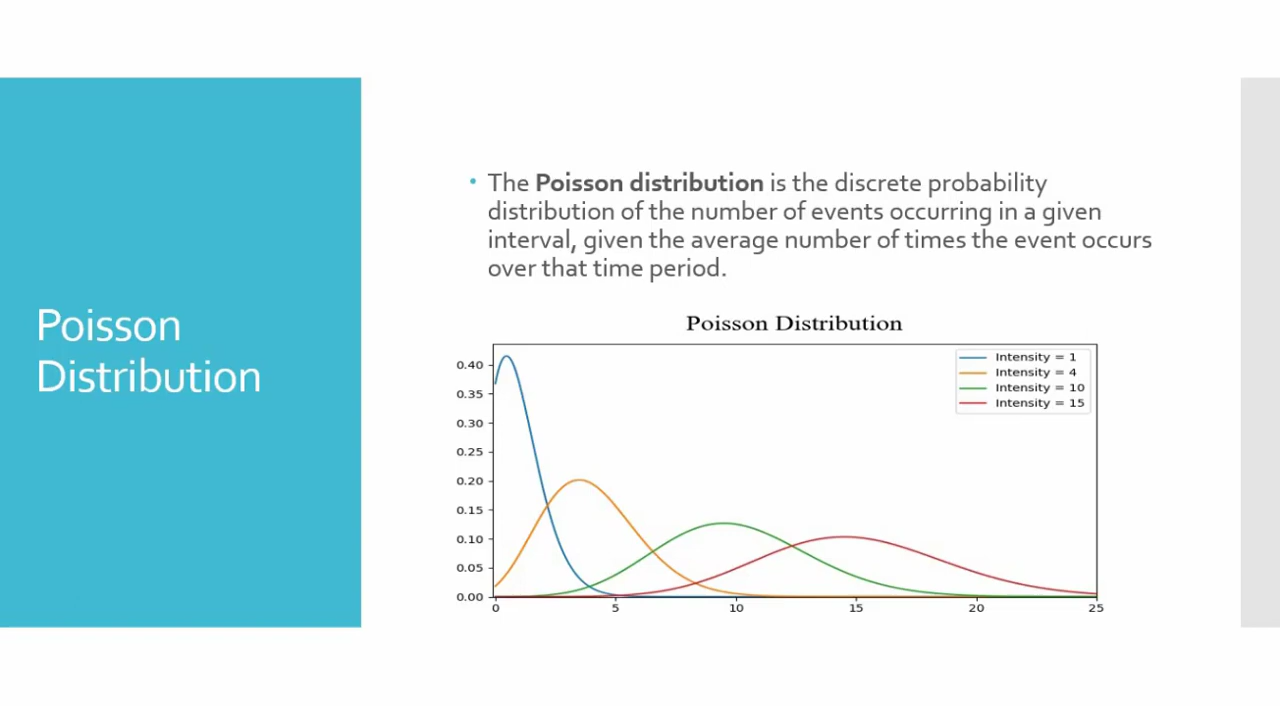 Poisson
Distribution
• The Poisson distribution is the discrete probability
distribution of the number of events occurring in a given
interval, given the average number of times the event occurs
over that time period.
Poisson Distribution
Intensity = 1
Intensity = 4
Intensity = 10
Intensity = 15
0.40
0.35
0.30
0.25
0.20
0.15
0.10
0.05
0.00
0 5 10 15 20 25